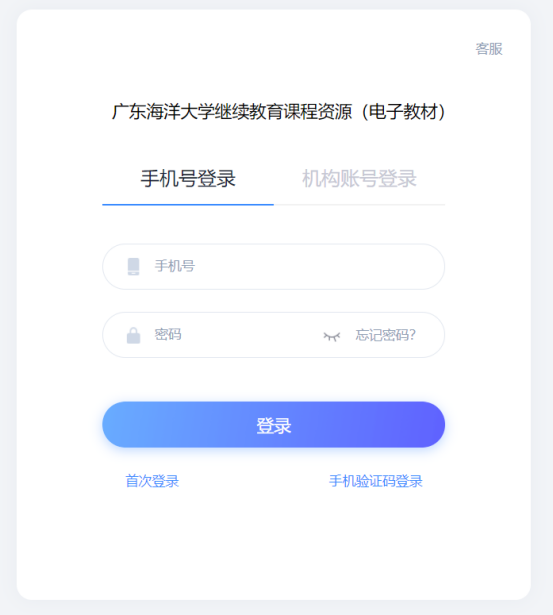 客服
广东海洋大学继续教育课程资源（电子教材）
手机号登录 机构账号登录
手机号
密码 忘记密码?
登录
首次登录 手机验证码登录